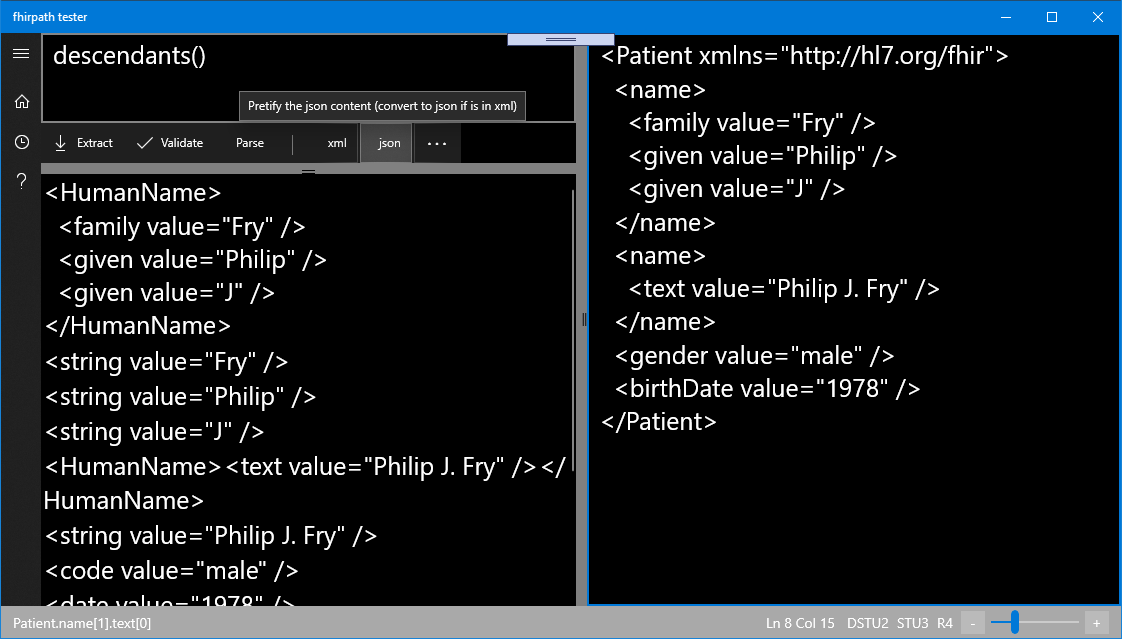 fhirpath tester
descendants()
Pretify the json content (convert to json if is in xml)
Extract Validate Parse xml json ...
<HumanName>
  <family value="Fry" />
  <given value="Philip" />
  <given value="J" />
</HumanName>
<string value="Fry" />
<string value="Philip" />
<string value="J" />
<HumanName><text value="Philip J. Fry" /></
HumanName>
<string value="Philip J. Fry" />
<code value="male" />
<date value="1978" />
<Patient xmlns="http://hl7.org/fhir">
  <name>
    <family value="Fry" />
    <given value="Philip" />
    <given value="J" />
  </name>
  <name>
    <text value="Philip J. Fry" />
  </name>
  <gender value="male" />
  <birthDate value="1978" />
</Patient>
Patient.name[1].text[0] Ln 8 Col 15 DSTU2 STU3 R4 - +